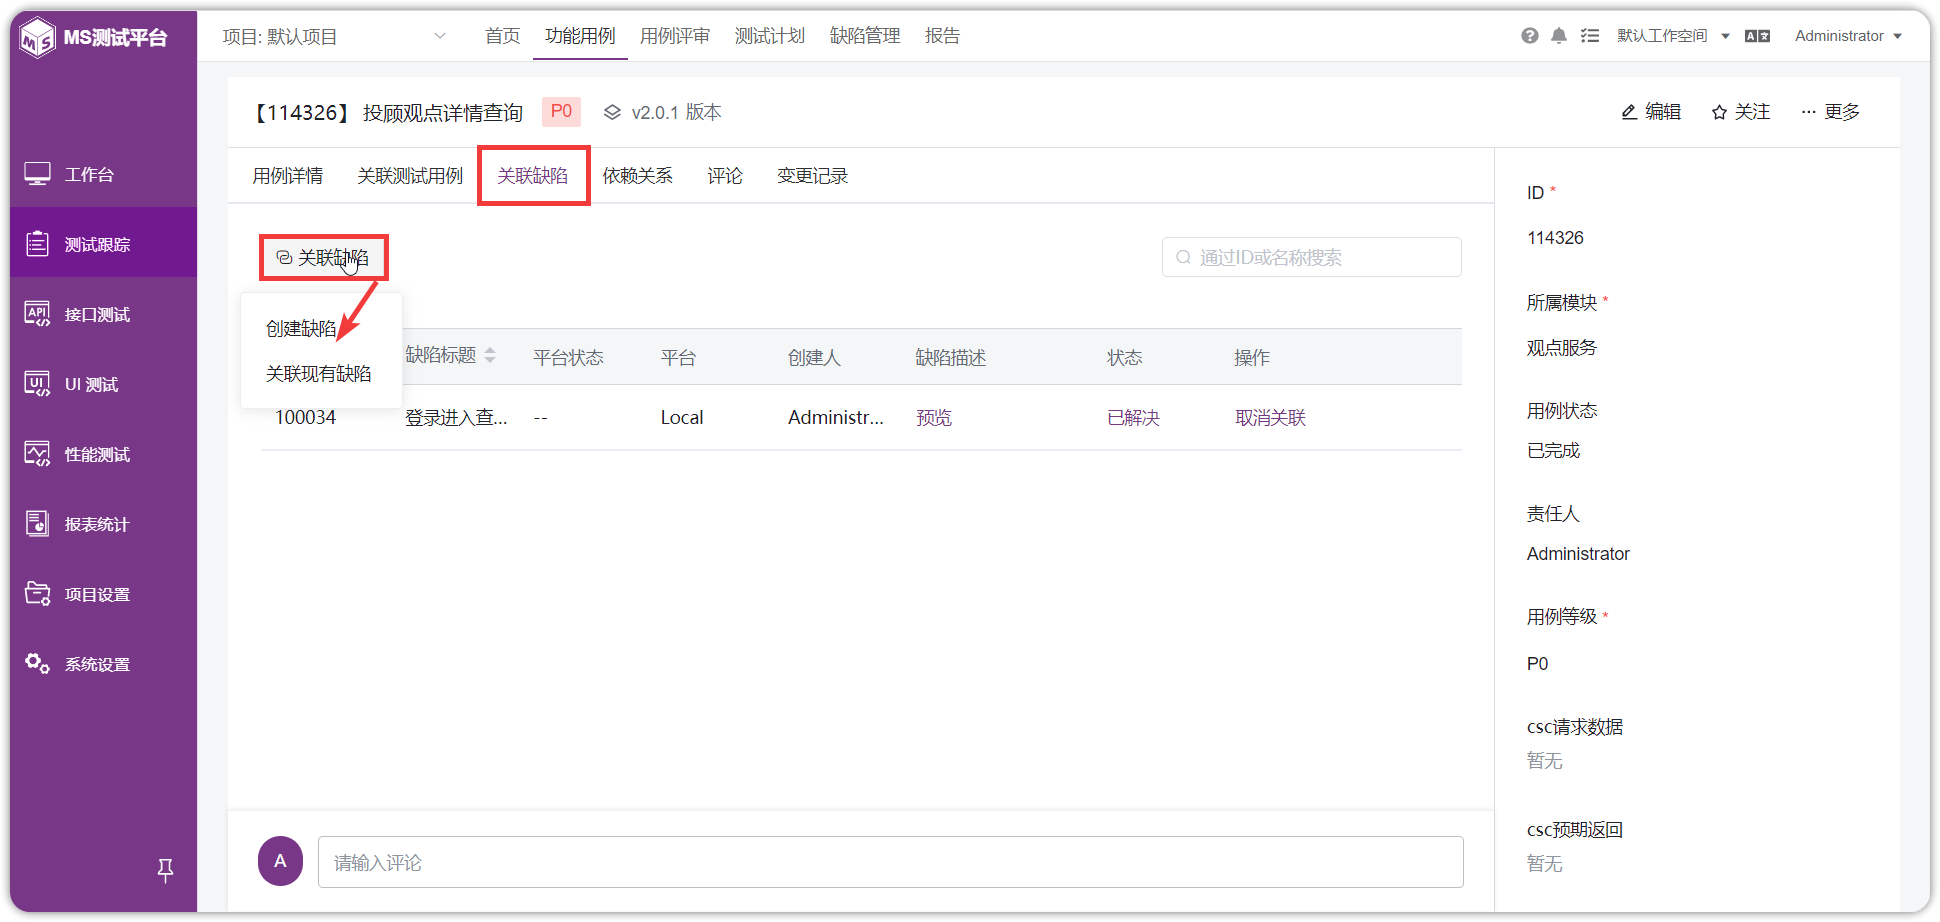 MS测试平台
项目: 默认项目
首页 功能用例 用例评审 测试计划 缺陷管理 报告
默认工作空间
Administrator
工作台
测试跟踪
接口测试
UI 测试
性能测试
报表统计
项目设置
系统设置
【114326】 投顾观点详情查询 P0 v2.0.1 版本
编辑 关注 更多
用例详情 关联测试用例 关联缺陷 依赖关系 评论 变更记录
关联缺陷
通过ID或名称搜索
创建缺陷
关联现有缺陷
缺陷标题 平台状态 平台 创建人 缺陷描述 状态 操作
100034 登录进入查... -- Local Administr... 预览 已解决 取消关联
A
请输入评论
ID *
114326
所属模块 *
观点服务
用例状态
已完成
责任人
Administrator
用例等级 *
P0
csc请求数据
暂无
csc预期返回
暂无